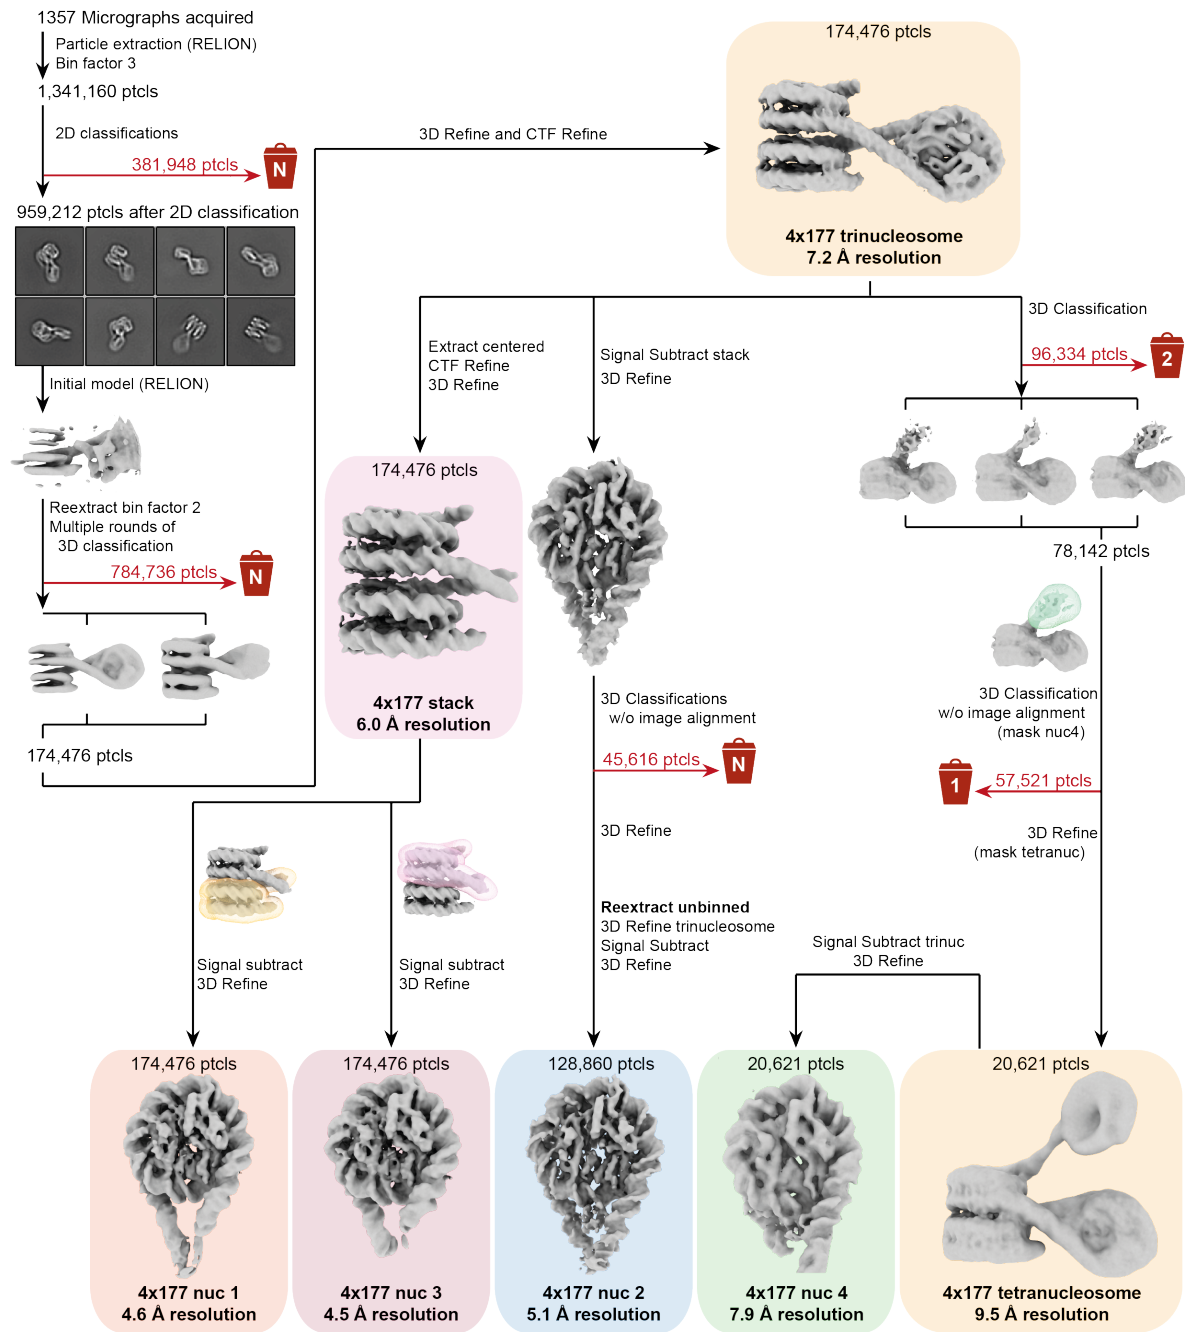 1357 Micrographs acquired
Particle extraction (RELION)
Bin factor 3
1,341,160 ptcls
2D classifications
381,948 ptcls
N
959,212 ptcls after 2D classification
Initial model (RELION)
Reextract bin factor 2
Multiple rounds of
3D classification
784,736 ptcls
N
174,476 ptcls
3D Refine and CTF Refine
174,476 ptcls
4x177 trinucleosome
7.2 Å resolution
Extract centered
CTF Refine
3D Refine
174,476 ptcls
4x177 stack
6.0 Å resolution
Signal Subtract stack
3D Refine
3D Classifications
w/o image alignment
45,616 ptcls
N
3D Refine
Reextract unbinned
3D Refine trinucleosome
Signal Subtract
3D Refine
3D Classification
96,334 ptcls
2
78,142 ptcls
3D Classification
w/o image alignment
(mask nuc4)
57,521 ptcls
1
3D Refine
(mask tetranuc)
Signal Subtract trinuc
3D Refine
Signal subtract
3D Refine
Signal subtract
3D Refine
174,476 ptcls
4x177 nuc 1
4.6 Å resolution
174,476 ptcls
4x177 nuc 3
4.5 Å resolution
128,860 ptcls
4x177 nuc 2
5.1 Å resolution
20,621 ptcls
4x177 nuc 4
7.9 Å resolution
20,621 ptcls
4x177 tetranucleosome
9.5 Å resolution